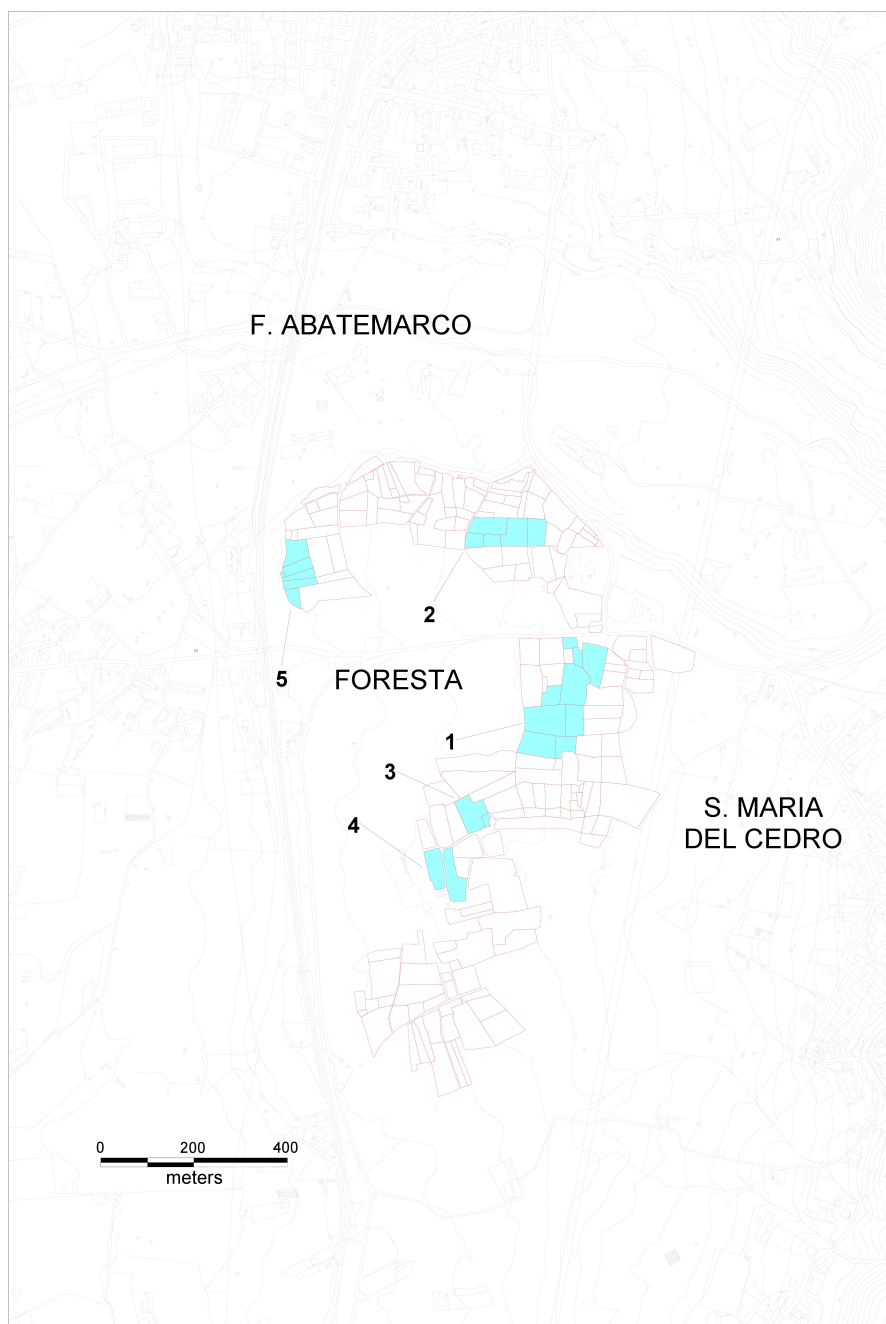 F. ABATEMARCO
2
5
FORESTA
1
3
S. MARIA
DEL CEDRO
4
0 200 400
meters